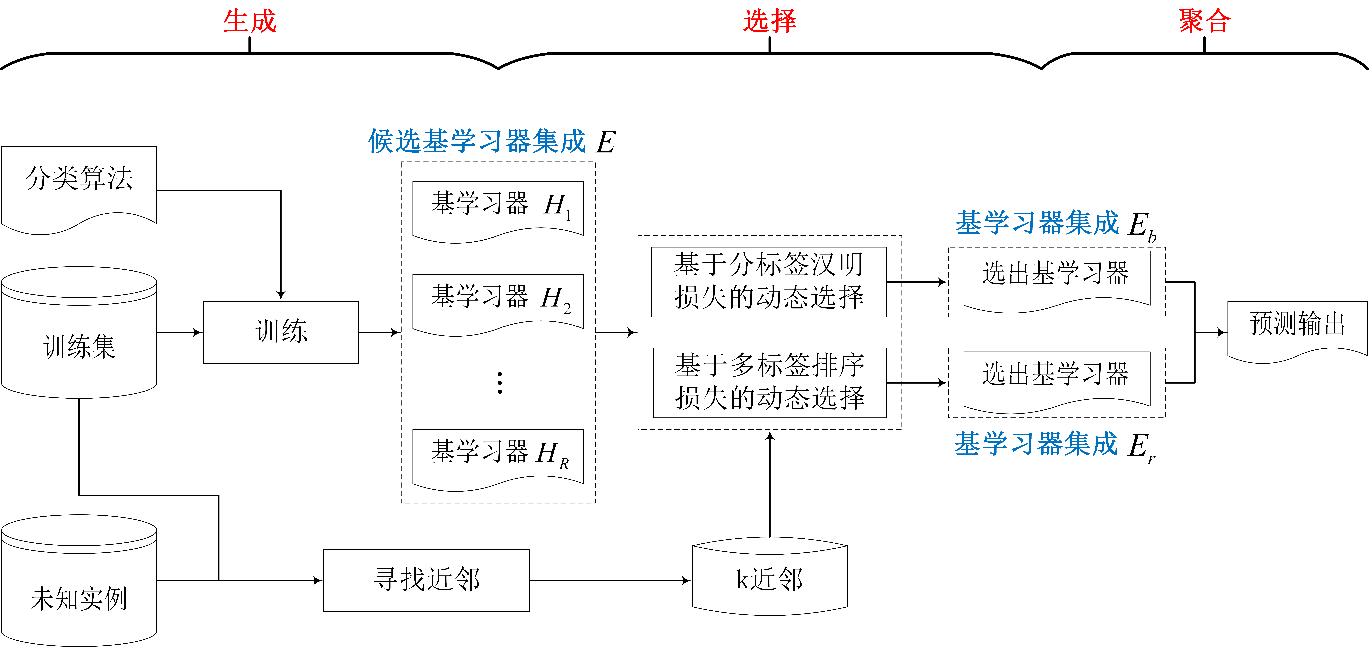 生成
选择
聚合
候选基学习器集成 E
分类算法
训练集
训练
基学习器 H1
基学习器 H2
⋮
基学习器 HR
基于分标签汉明
损失的动态选择
基于多标签排序
损失的动态选择
基学习器集成 Eb
选出基学习器
选出基学习器
基学习器集成 Er
预测输出
未知实例
寻找近邻
k近邻